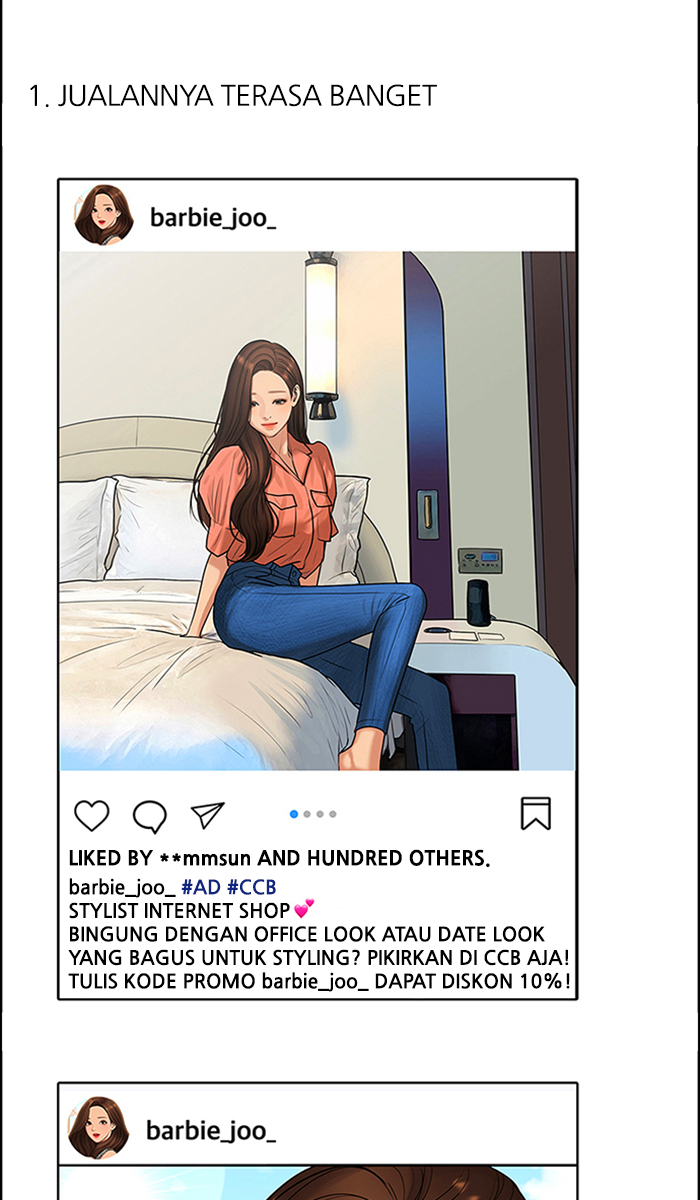 1. JUALANNYA TERASA BANGET
barbie_joo_
LIKED BY **mmsun AND HUNDRED OTHERS.
barbie_joo_ #AD #CCB
STYLIST INTERNET SHOP💕
BINGUNG DENGAN OFFICE LOOK ATAU DATE LOOK
YANG BAGUS UNTUK STYLING? PIKIRKAN DI CCB AJA!
TULIS KODE PROMO barbie_joo_ DAPAT DISKON 10%!
barbie_joo_